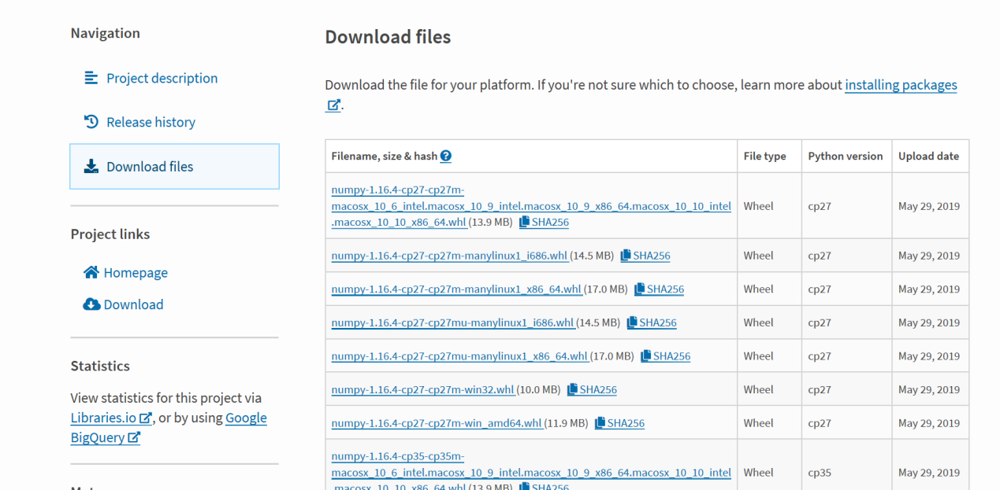 Navigation
Project description
Release history
Download files
Project links
Homepage
Download
Statistics
View statistics for this project via
Libraries.io, or by using Google
BigQuery
Download files
Download the file for your platform. If you're not sure which to choose, learn more about installing packages
.
Filename, size & hash ? File type Python version Upload date
numpy-1.16.4-cp27-cp27m-
macosx_10_6_intel.macosx_10_9_intel.macosx_10_9_x86_64.macosx_10_10_intel
.macosx_10_10_x86_64.whl (13.9 MB) SHA256 Wheel cp27 May 29, 2019
numpy-1.16.4-cp27-cp27m-manylinux1_i686.whl (14.5 MB) SHA256 Wheel cp27 May 29, 2019
numpy-1.16.4-cp27-cp27m-manylinux1_x86_64.whl (17.0 MB) SHA256 Wheel cp27 May 29, 2019
numpy-1.16.4-cp27-cp27mu-manylinux1_i686.whl (14.5 MB) SHA256 Wheel cp27 May 29, 2019
numpy-1.16.4-cp27-cp27mu-manylinux1_x86_64.whl (17.0 MB) SHA256 Wheel cp27 May 29, 2019
numpy-1.16.4-cp27-cp27m-win32.whl (10.0 MB) SHA256 Wheel cp27 May 29, 2019
numpy-1.16.4-cp27-cp27m-win_amd64.whl (11.9 MB) SHA256 Wheel cp27 May 29, 2019
numpy-1.16.4-cp35-cp35m-
macosx_10_6_intel.macosx_10_9_intel.macosx_10_9_x86_64.macosx_10_10_intel
.macosx_10_10_x86_64.whl (13.9 MB) SHA256 Wheel cp35 May 29, 2019